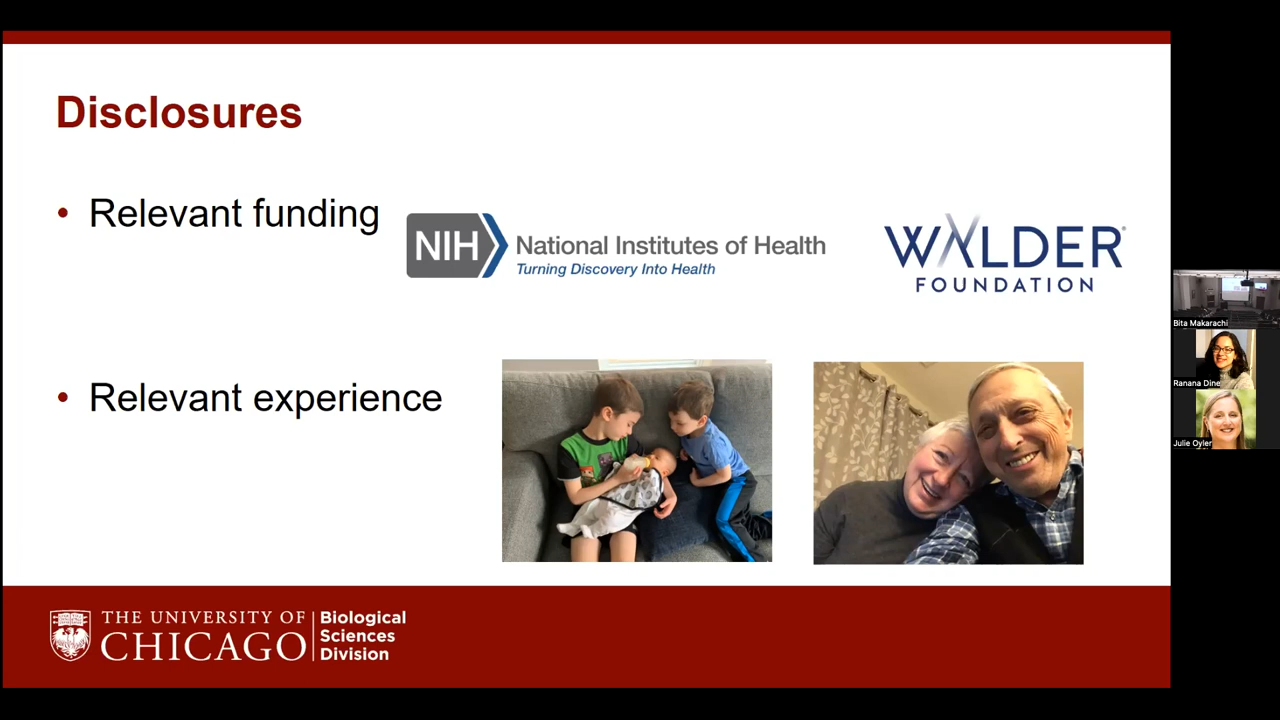 Disclosures
• Relevant funding
NIH National Institutes of Health
Turning Discovery Into Health
WALDER®
FOUNDATION
• Relevant experience
Bita Makarachi
Ranana Dine
Julie Oyler
THE UNIVERSITY OF
CHICAGO
Biological
Sciences
Division